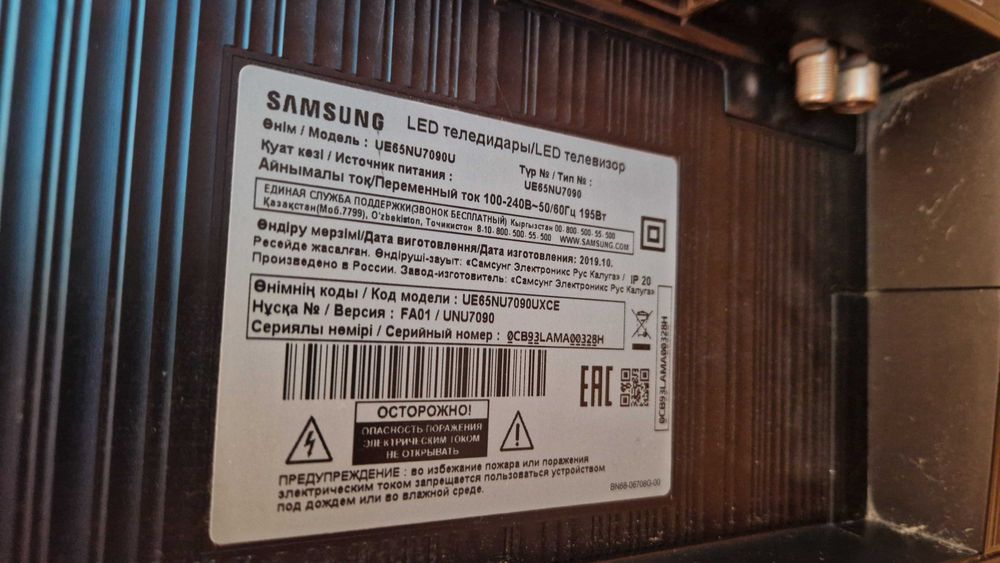 SAMSUNG LED теледидары/LED телевизор
Өнім / Модель : UE65NU7090U
Түр № / Тип № :
Қуат көзі / Источник питания : UE65NU7090
Айнымалы ток/Переменный ток 100-240В~50/60Гц 195Вт
ЕДИНАЯ СЛУЖБА ПОДДЕРЖКИ(ЗВОНОК БЕСПЛАТНЫЙ) Кыргызстан 00-800-500-55-500
Казақстан(Моб.7799), O'zbekiston, Точикистон 8-10-800-500-55-500 WWW.SAMSUNG.COM
Өндіру мерзімі/Дата виготовлення/Дата изготовления: 2019.10.
Ресейде жасалған. Өндіруші-зауыт: «Самсунг Электроникс Рус Калуга» / IP 20
Произведено в России. Завод-изготовитель: «Самсунг Электроникс Рус Калуга»
Өнімнің коды / Код модели : UE65NU7090UXCE
Нұсқа № / Версия : FA01 / UNU7090
Сериялы немірі / Серийный номер : 0CB93LAMA00328H
0CB93LAMA00328H
EAC
ОСТОРОЖНО!
ОПАСНОСТЬ ПОРАЖЕНИЯ
ЭЛЕКТРИЧЕСКИМ ТОКОМ
НЕ ОТКРЫВАТЬ
ПРЕДУПРЕЖДЕНИЕ : во избежание пожара или поражения
электрическим током запрещается пользоваться устройством
под дождем или во влажной среде.
BN68-06708G-00